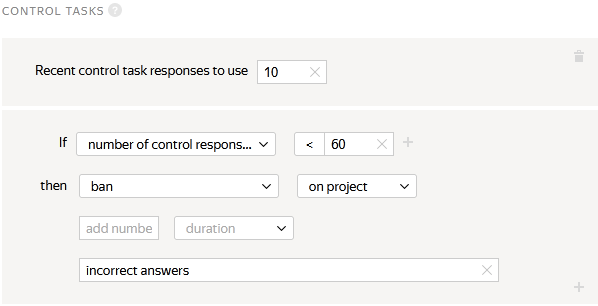 CONTROL TASKS ?
Recent control task responses to use 10
If number of control respons... < 60
then ban on project
add numbe duration
incorrect answers